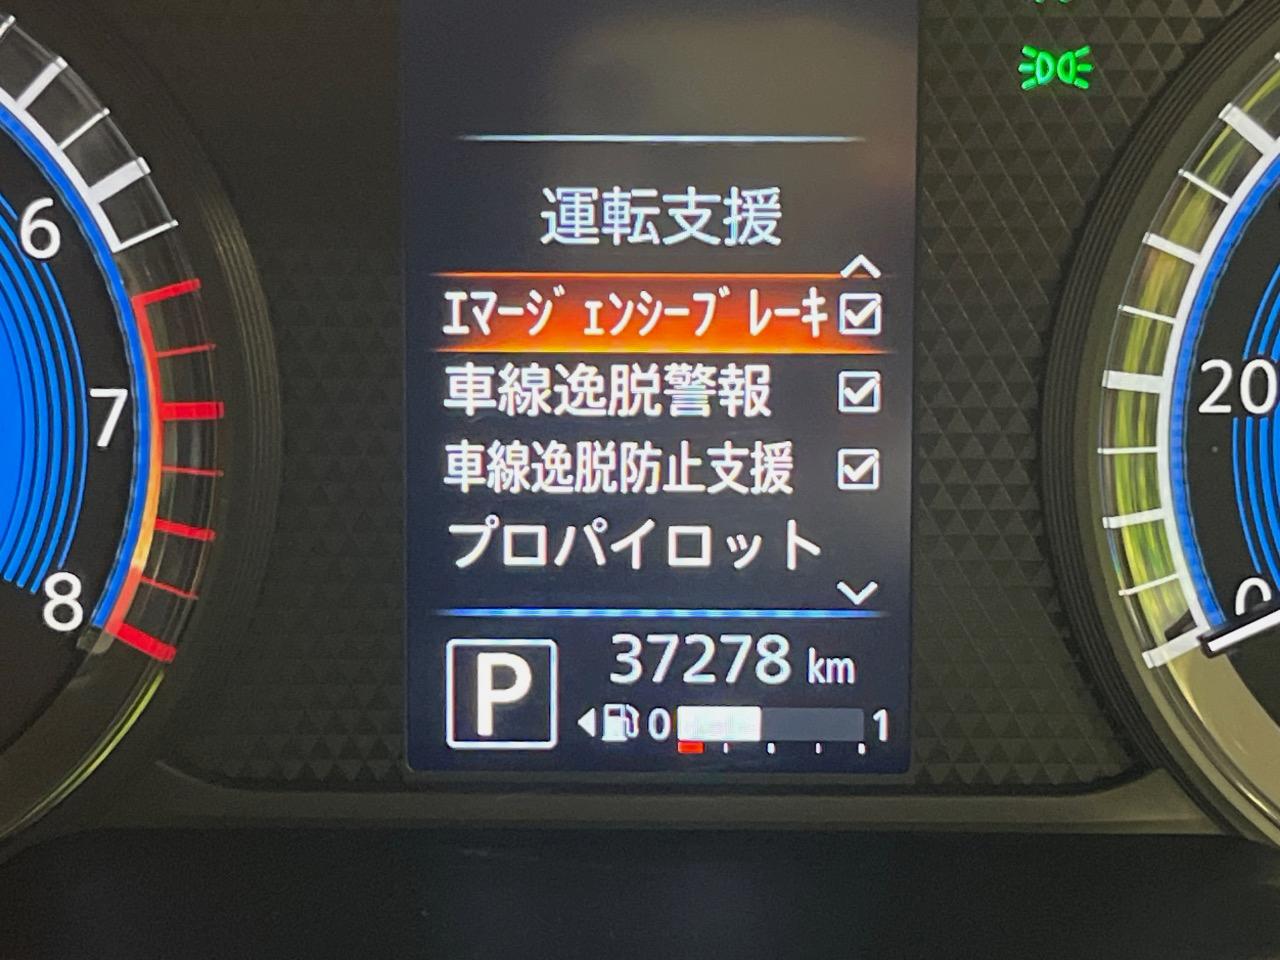 運転支援
ｴﾏｰｼﾞｪﾝｼｰﾌﾞﾚｰｷ
車線逸脱警報
車線逸脱防止支援
プロパイロット
P
37278 km
0 1
6
7
8
20
0